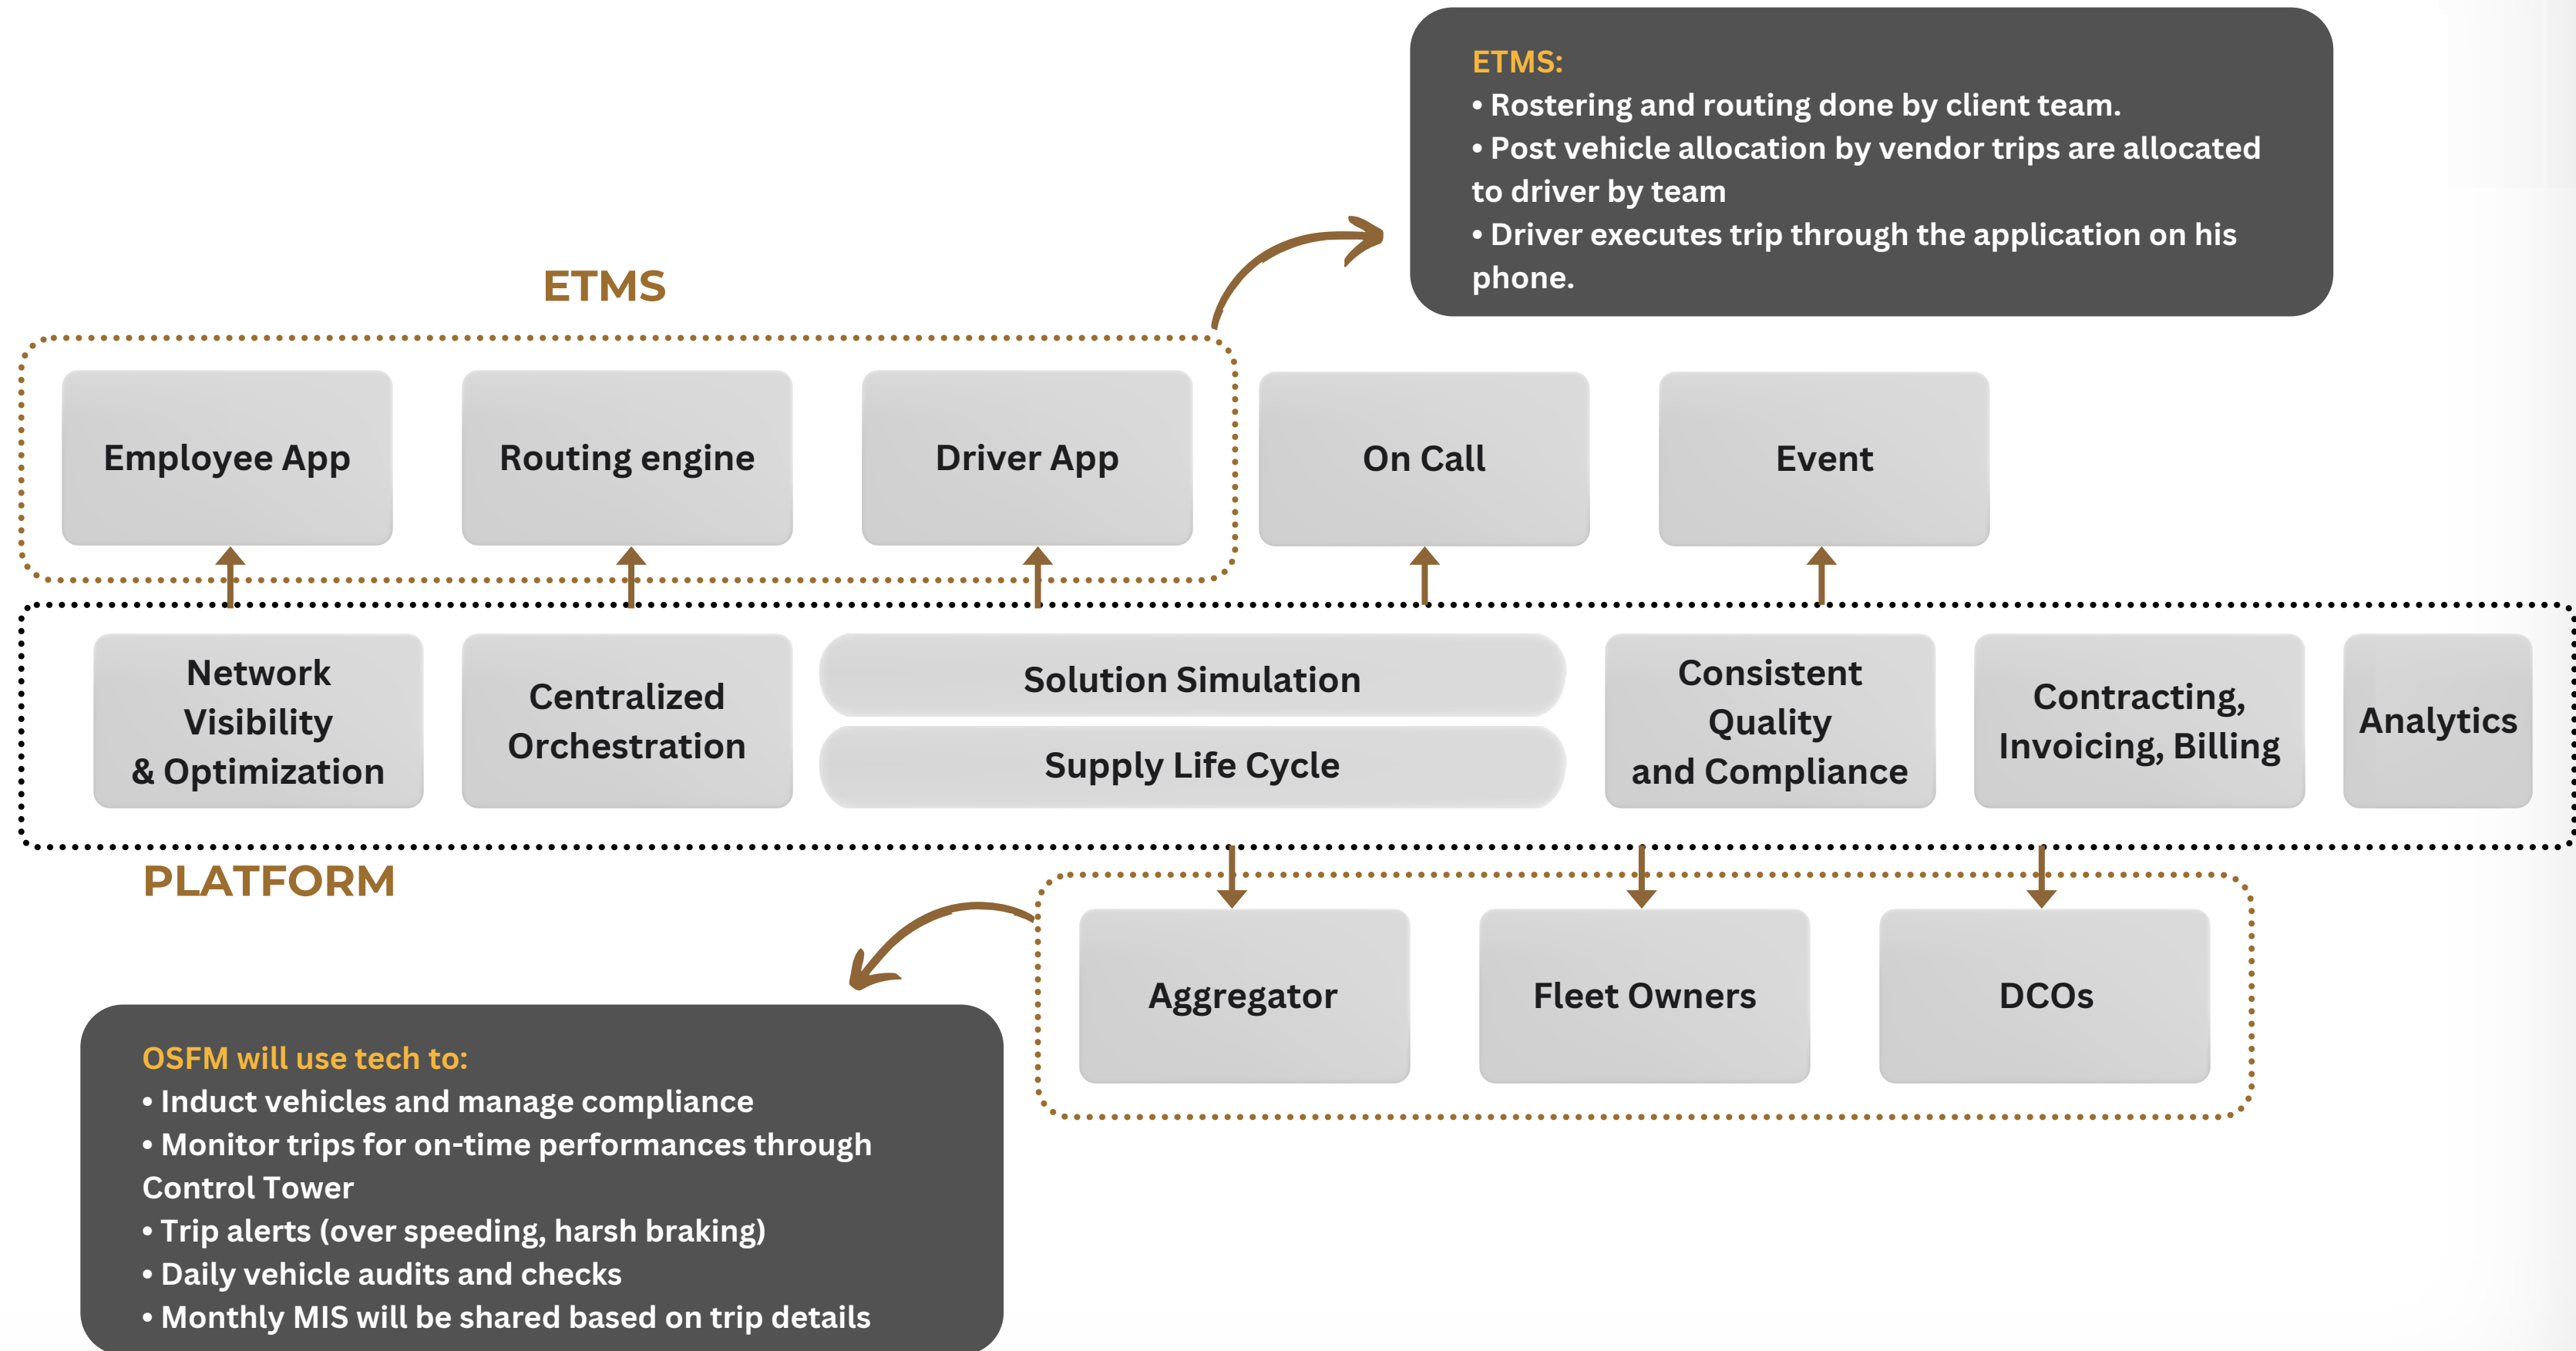 ETMS:
• Rostering and routing done by client team.
• Post vehicle allocation by vendor trips are allocated
to driver by team
• Driver executes trip through the application on his
phone.
ETMS
Employee App
Routing engine
Driver App
On Call
Event
Network
Visibility
& Optimization
Centralized
Orchestration
Solution Simulation
Supply Life Cycle
Consistent
Quality
and Compliance
Contracting,
Invoicing, Billing
Analytics
PLATFORM
Aggregator
Fleet Owners
DCOs
OSFM will use tech to:
• Induct vehicles and manage compliance
• Monitor trips for on-time performances through
Control Tower
• Trip alerts (over speeding, harsh braking)
• Daily vehicle audits and checks
• Monthly MIS will be shared based on trip details